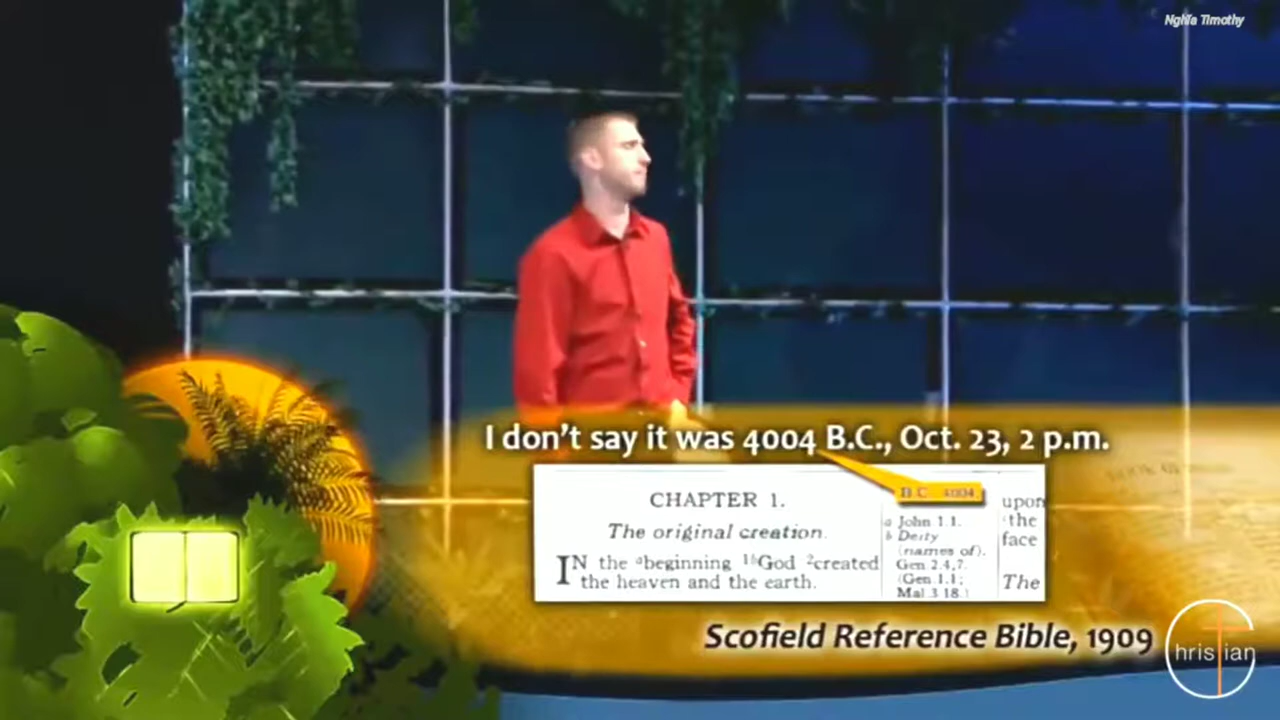 Nghĩa Timothy
I don't say it was 4004 B.C., Oct. 23, 2 p.m.
CHAPTER 1.
The original creation.
IN the ᵃbeginning ¹ᵇGod ²created
the heaven and the earth.
B.C. 4004
a John 1.1.
b Deity
(names of).
Gen 2.4,7.
(Gen.1.1;
Mal.3 18.)
upon
the
face
The
Scofield Reference Bible, 1909
hristian